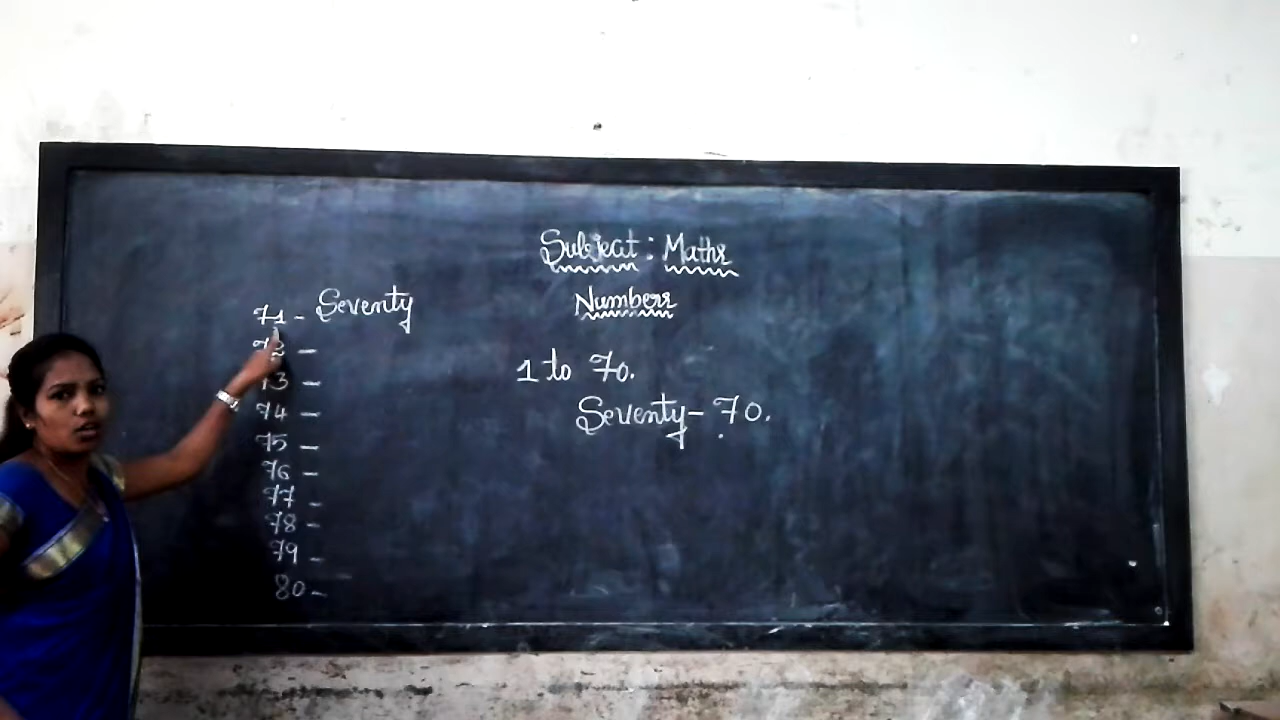 Subject : Maths
Numbers
1 to 70.
Seventy - 70.
71 - Seventy
72 -
73 -
74 -
75 -
76 -
77 -
78 -
79 -
80 -